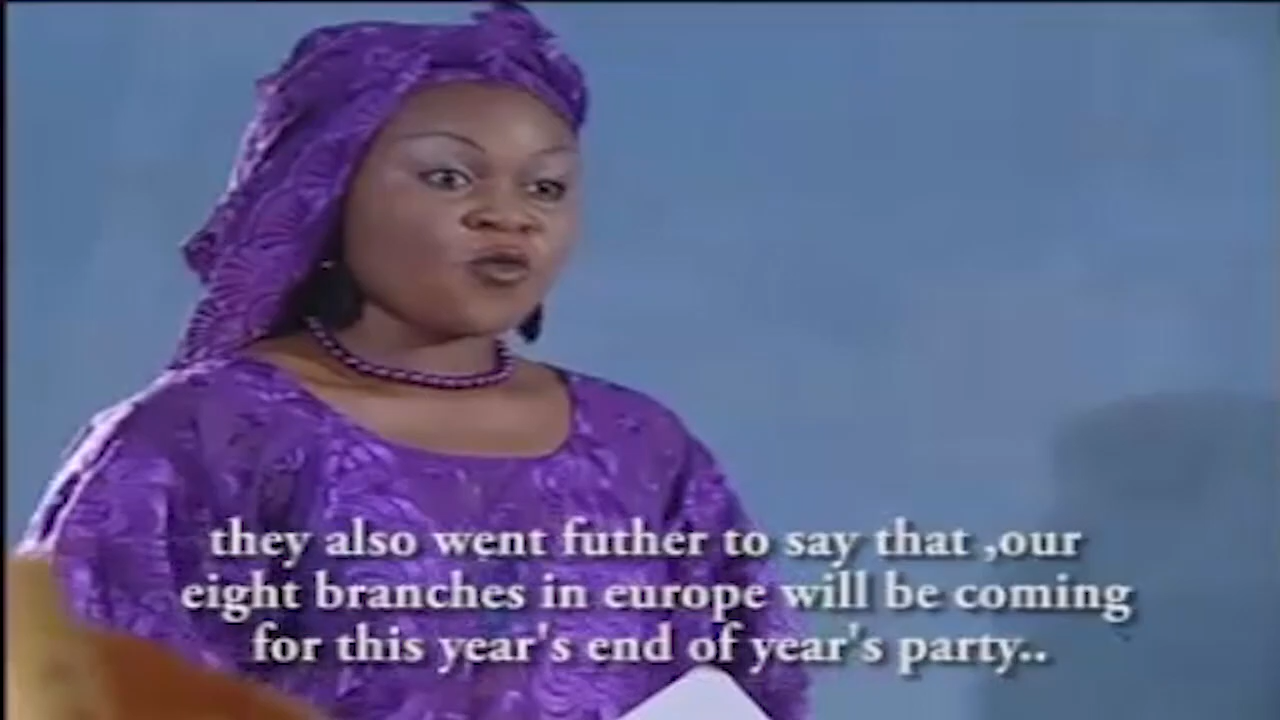 they also went futher to say that ,our
eight branches in europe will be coming
for this year's end of year's party..